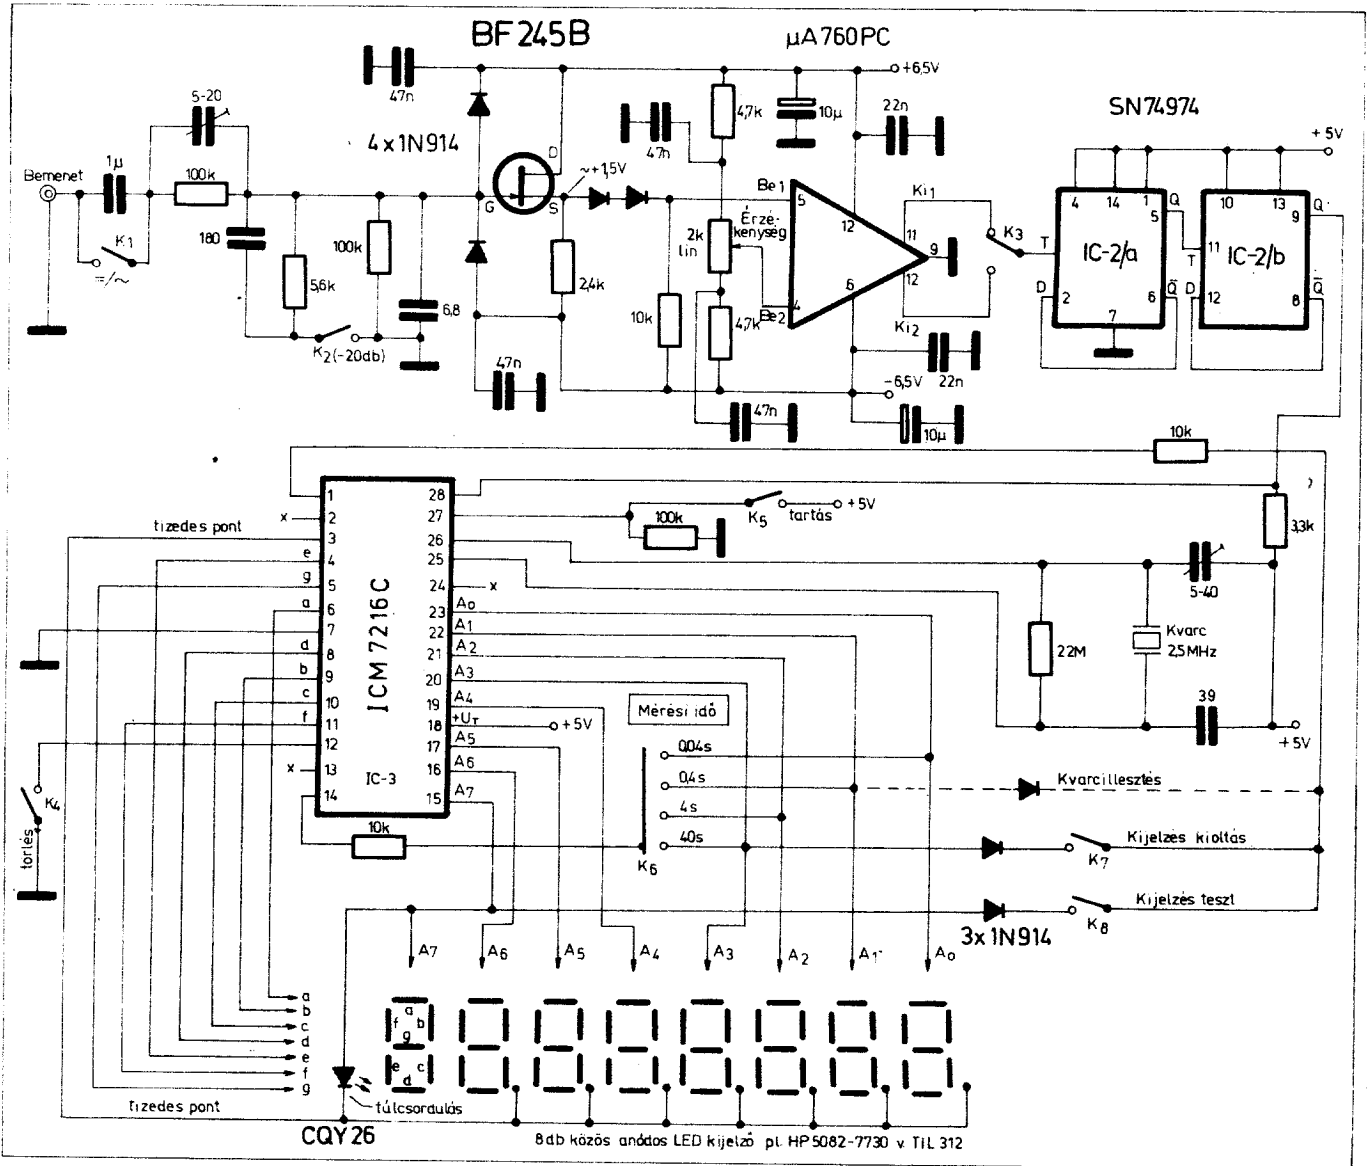 BF245B
µA760PC
+6,5V
47n
5-20
4,7k
10µ
22n
SN74974
+5V
4x1N914
47n
Bemenet
1µ
100k
D
~+1,5V
G
S
Be1
5
Érzé-
kenység
Ki1
K3
T
4
14
1
Q
5
10
13
9
Q
K1
=/~
180
100k
2k
lin
12
11
9
12
IC-2/a
11
T
IC-2/b
5,6k
2,4k
6
4
Be2
D
2
6
Q̅
D
12
8
Q̅
6,8
10k
4,7k
Ki2
7
K2(-20db)
47n
22n
-6,5V
47n
10µ
10k
1
28
2
x
27
100k
K5
tartás
+5V
3,3k
tizedes pont
3
26
e
4
25
5-40
g
5
24
x
a
6
23
A0
7
22
A1
22M
Kvarc
2,5MHz
d
8
21
A2
b
9
20
A3
c
10
19
A4
Mérési idő
39
f
11
18
+UT
+5V
+5V
12
17
A5
0,04s
x
13
IC-3
16
A6
0,4s
Kvarcillesztés
14
15
A7
4s
ICM 7216C
K4
törlés
10k
K6
40s
K7
Kijelzés kioltás
K8
Kijelzés teszt
3x1N914
A7
A6
A5
A4
A3
A2
A1
A0
a
b
c
d
e
f
g
a
f
b
g
e
c
d
túlcsordulás
tizedes pont
CQY26
8db közös anódos LED kijelző pl. HP5082-7730 v. TIL 312